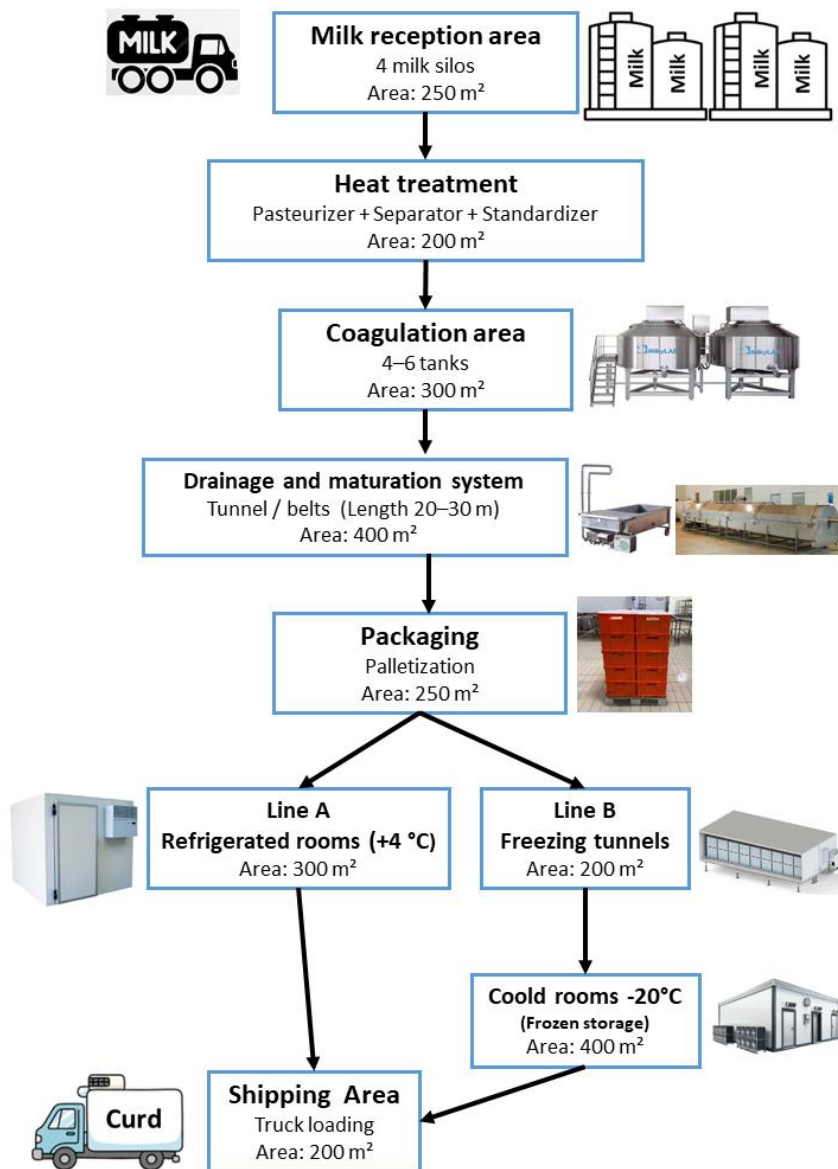 MILK
Milk reception area
4 milk silos
Area: 250 m²
Milk
Milk
Milk
Milk
Heat treatment
Pasteurizer + Separator + Standardizer
Area: 200 m²
Coagulation area
4–6 tanks
Area: 300 m²
MilkyLAB
MilkyLAB
Drainage and maturation system
Tunnel / belts (Length 20–30 m)
Area: 400 m²
Packaging
Palletization
Area: 250 m²
Line A
Refrigerated rooms (+4 °C)
Area: 300 m²
Line B
Freezing tunnels
Area: 200 m²
Coold rooms -20°C
(Frozen storage)
Area: 400 m²
Curd
Shipping Area
Truck loading
Area: 200 m²